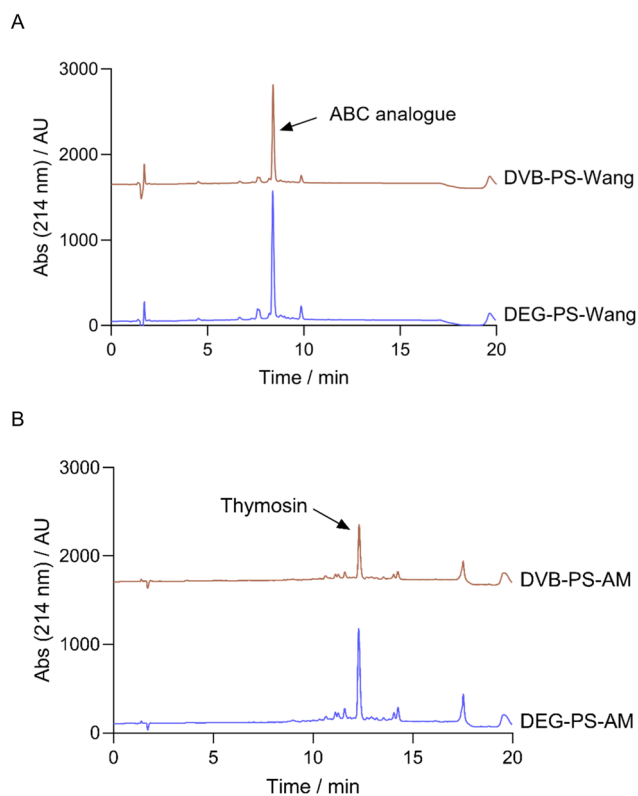 A
3000
2000
1000
0
Abs (214 nm) / AU
ABC analogue
DVB-PS-Wang
DEG-PS-Wang
0 5 10 15 20
Time / min
B
3000
2000
1000
0
Abs (214 nm) / AU
Thymosin
DVB-PS-AM
DEG-PS-AM
0 5 10 15 20
Time / min